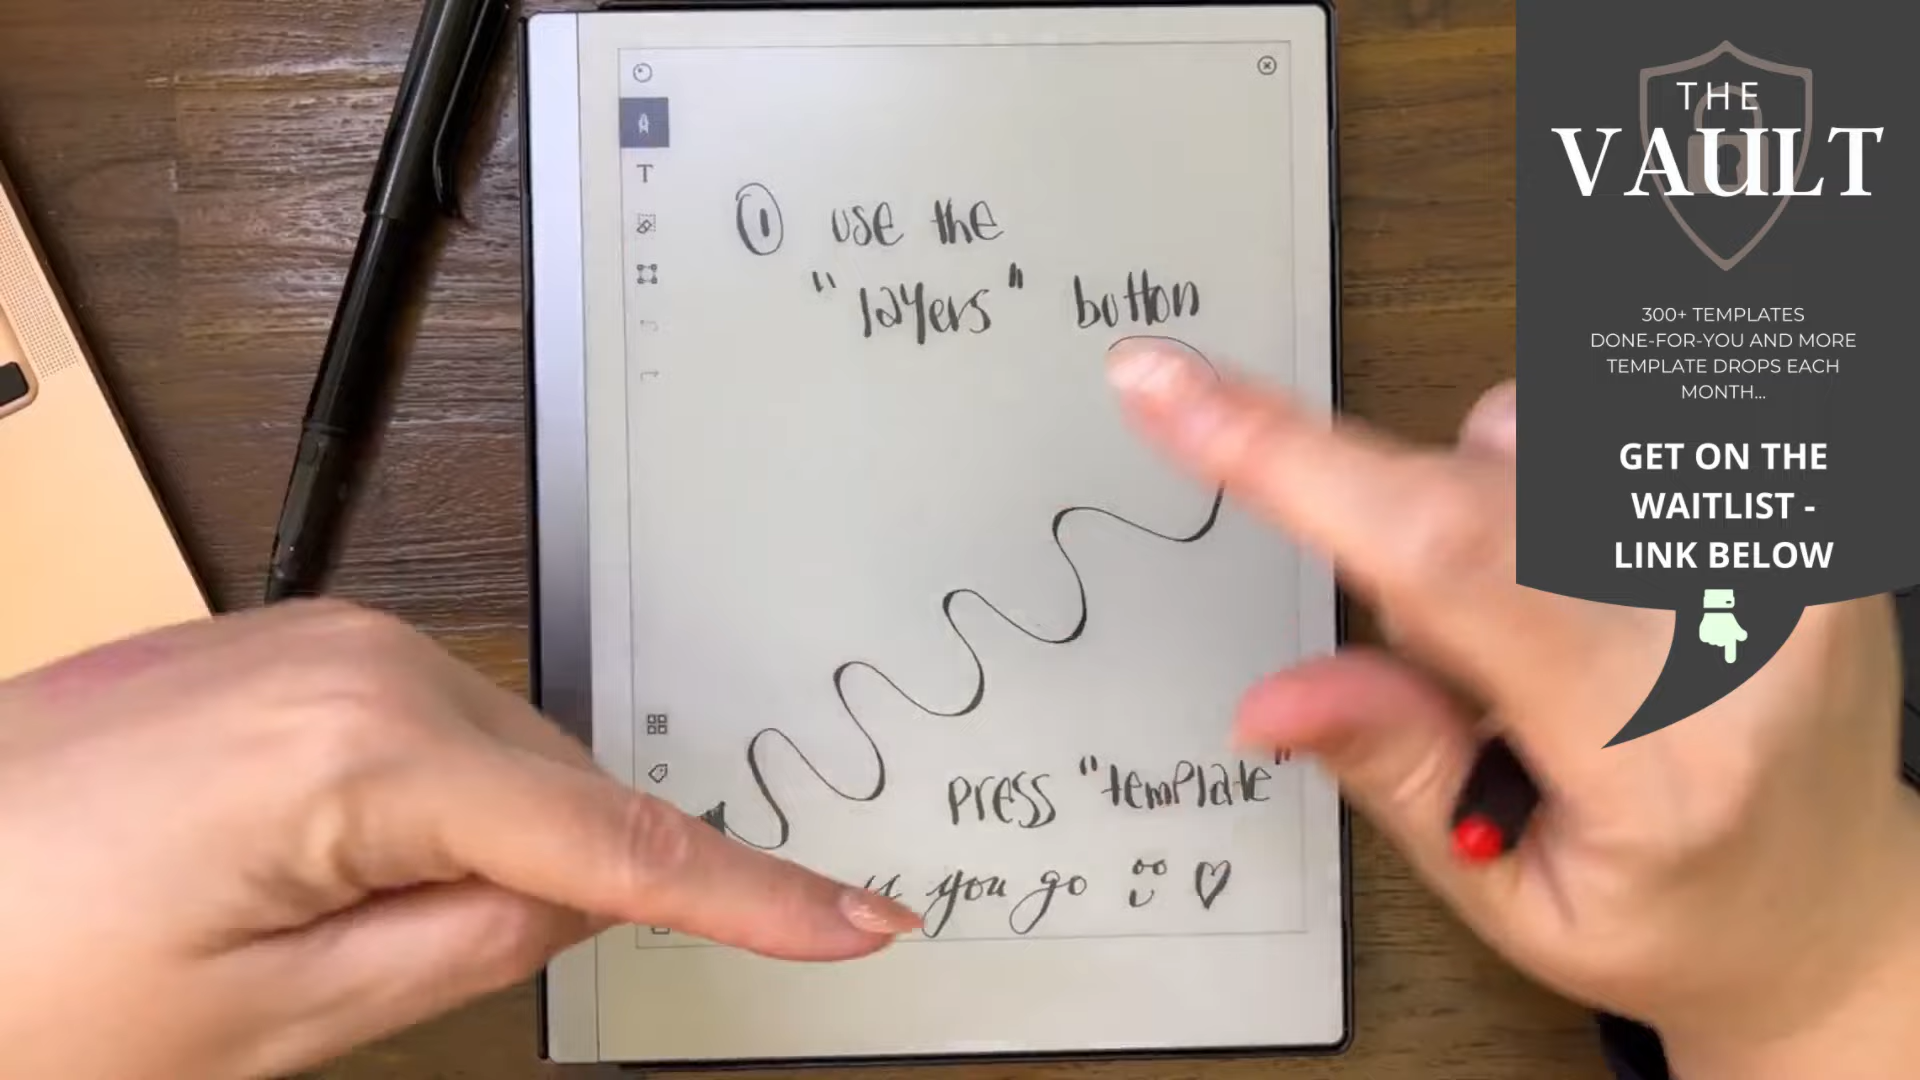 ① use the
"layers" button
press "template"
you go
T
THE
VAULT
300+ TEMPLATES
DONE-FOR-YOU AND MORE
TEMPLATE DROPS EACH
MONTH...
GET ON THE
WAITLIST -
LINK BELOW